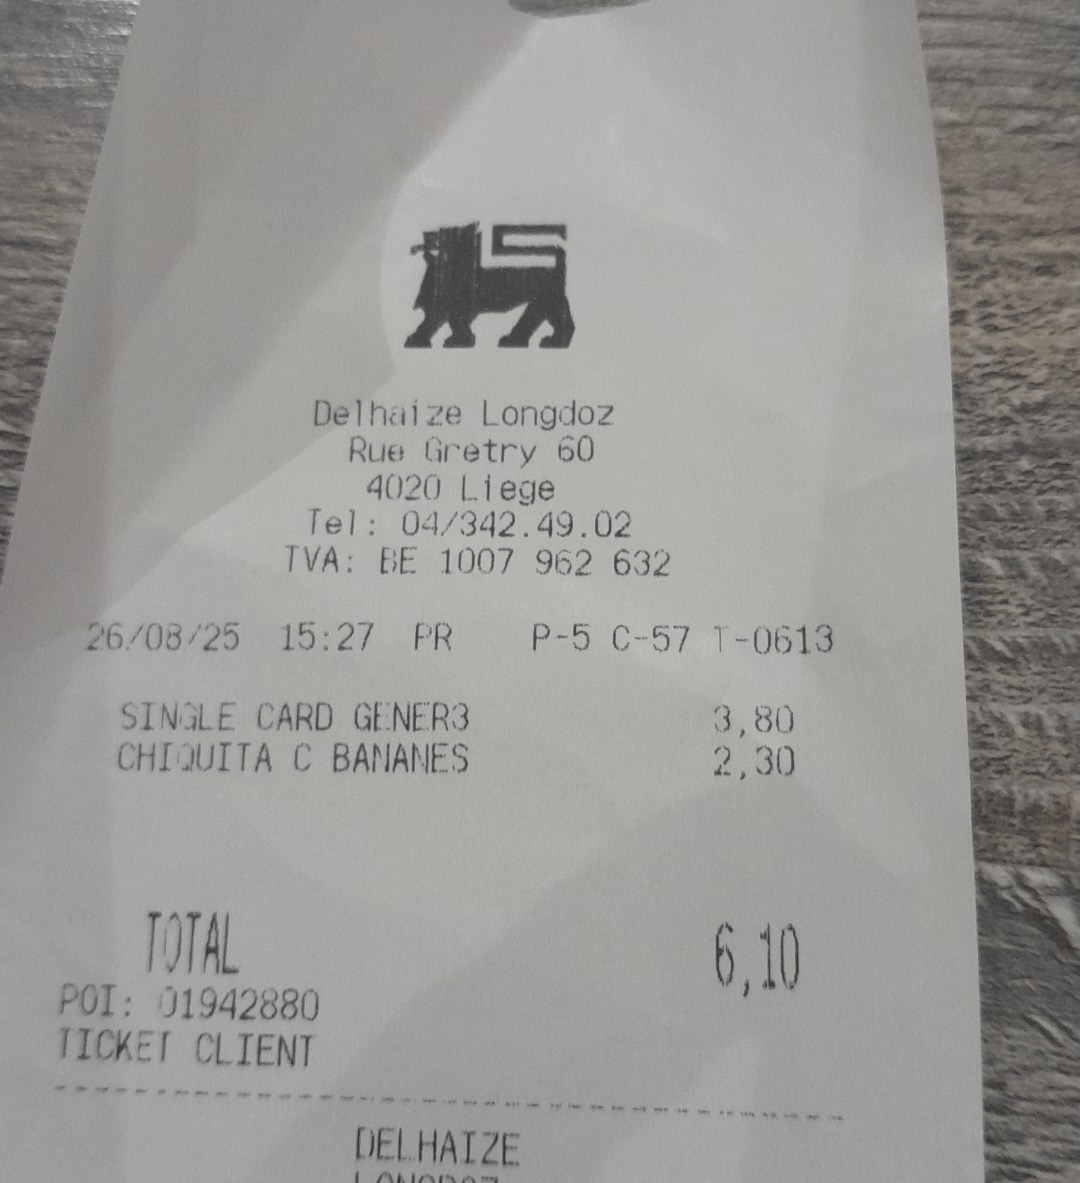 Delhaize Longdoz
Rue Gretry 60
4020 Liege
Tel: 04/342.49.02
TVA: BE 1007 962 632
26/08/25 15:27 PR P-5 C-57 T-0613
SINGLE CARD GENER3 3,80
CHIQUITA C BANANES 2,30
TOTAL 6,10
POI: 01942880
TICKET CLIENT
DELHAIZE
LONGDOZ